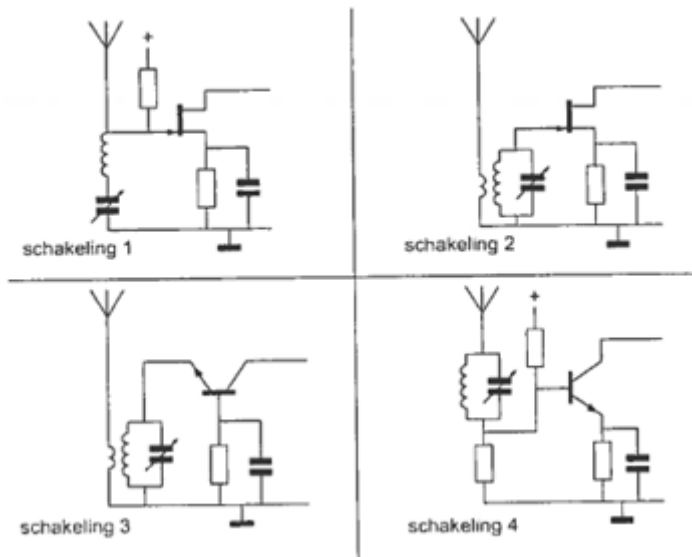 +
schakeling 1
schakeling 2
schakeling 3
+
schakeling 4